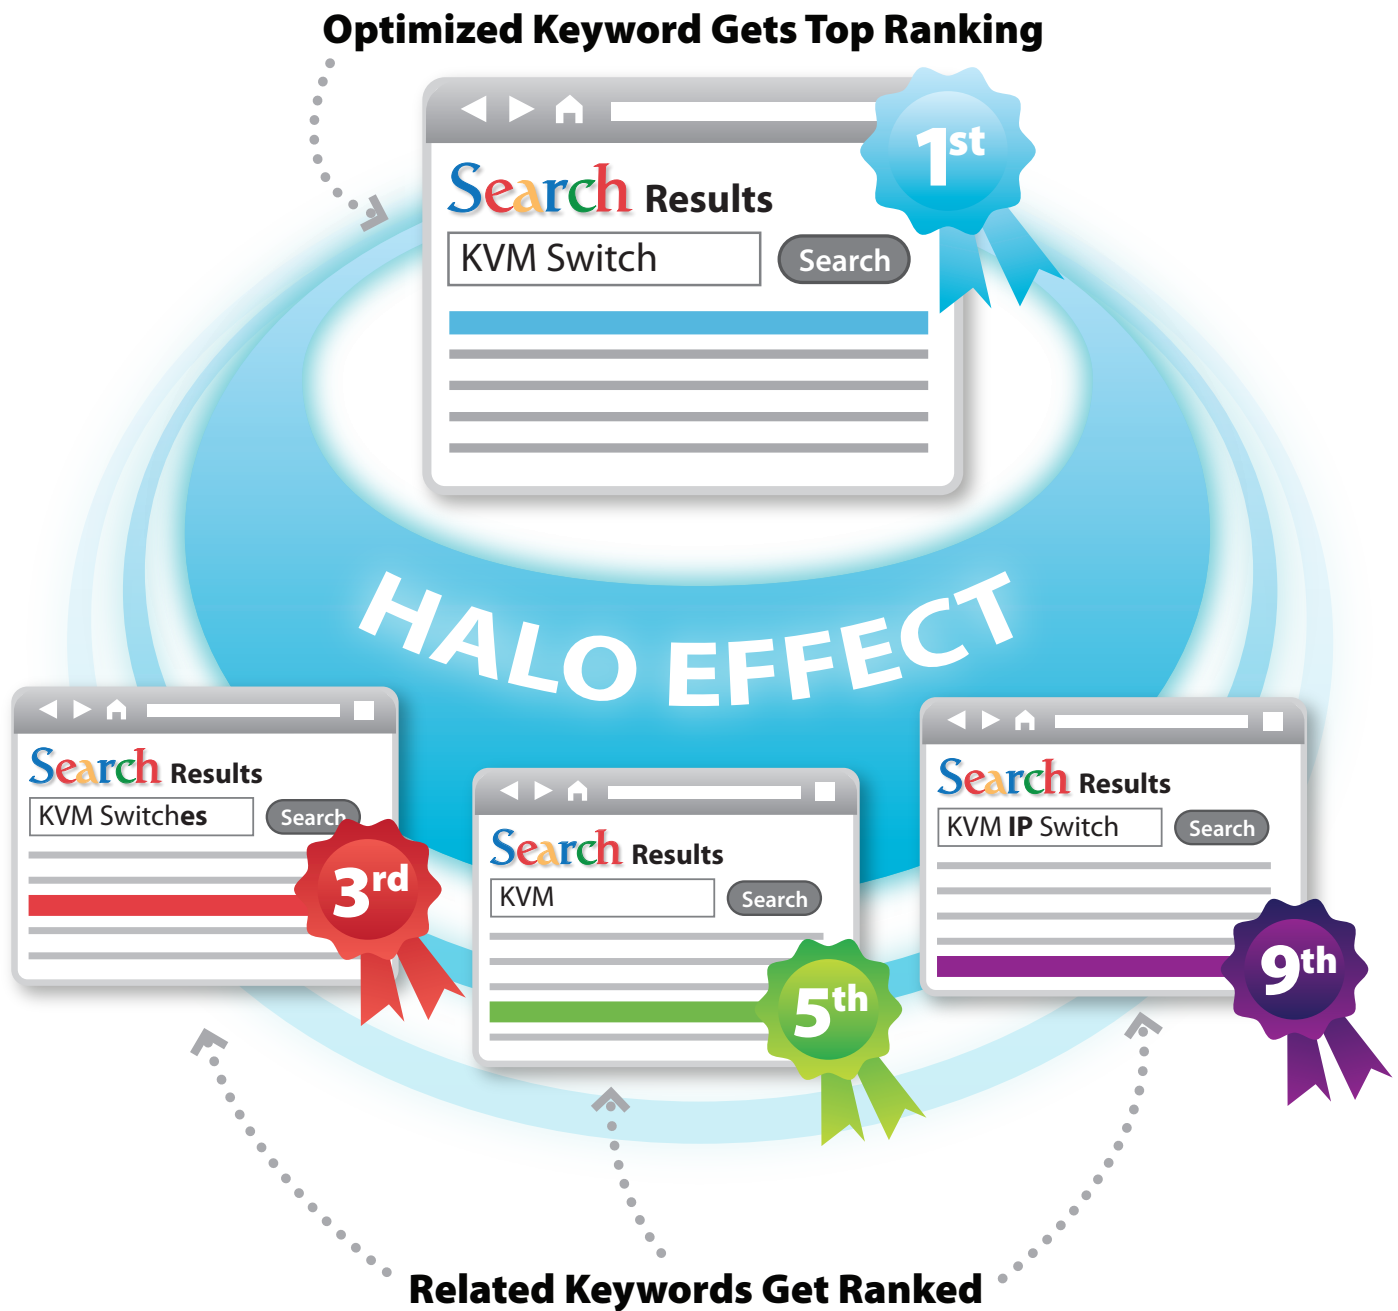 Optimized Keyword Gets Top Ranking
1st
Search Results
KVM Switch Search
HALO EFFECT
Search Results
KVM Switches Search
3rd
Search Results
KVM Search
5th
Search Results
KVM IP Switch Search
9th
Related Keywords Get Ranked